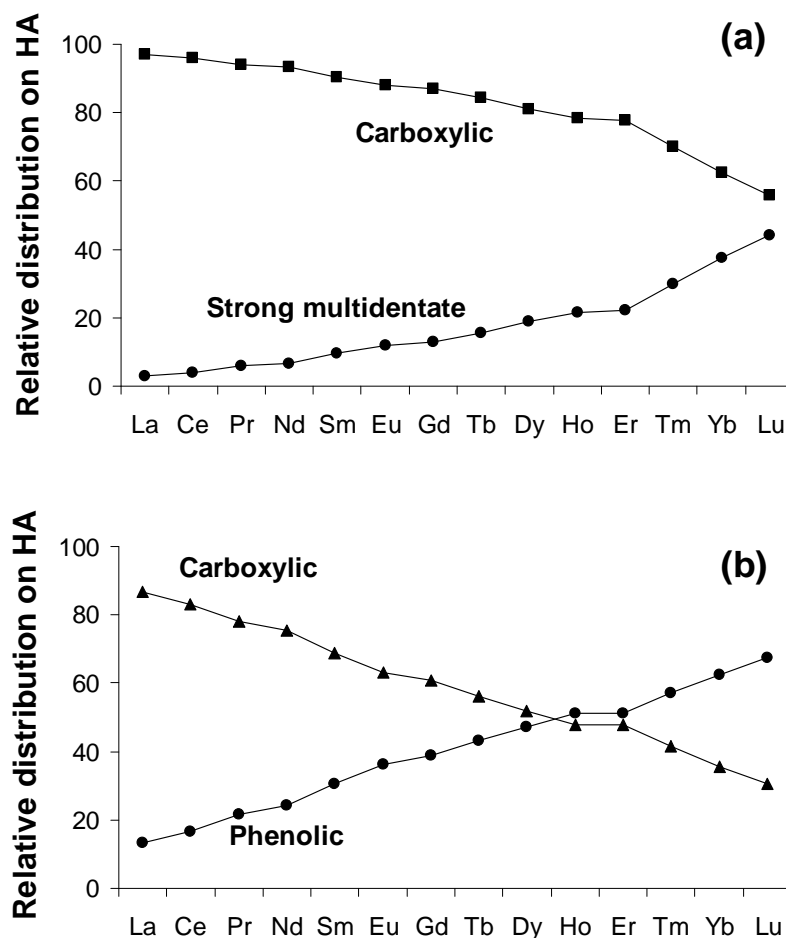 (a)
Relative distribution on HA
100
80
60
40
20
0
Carboxylic
Strong multidentate
La Ce Pr Nd Sm Eu Gd Tb Dy Ho Er Tm Yb Lu
(b)
Relative distribution on HA
100
80
60
40
20
0
Carboxylic
Phenolic
La Ce Pr Nd Sm Eu Gd Tb Dy Ho Er Tm Yb Lu